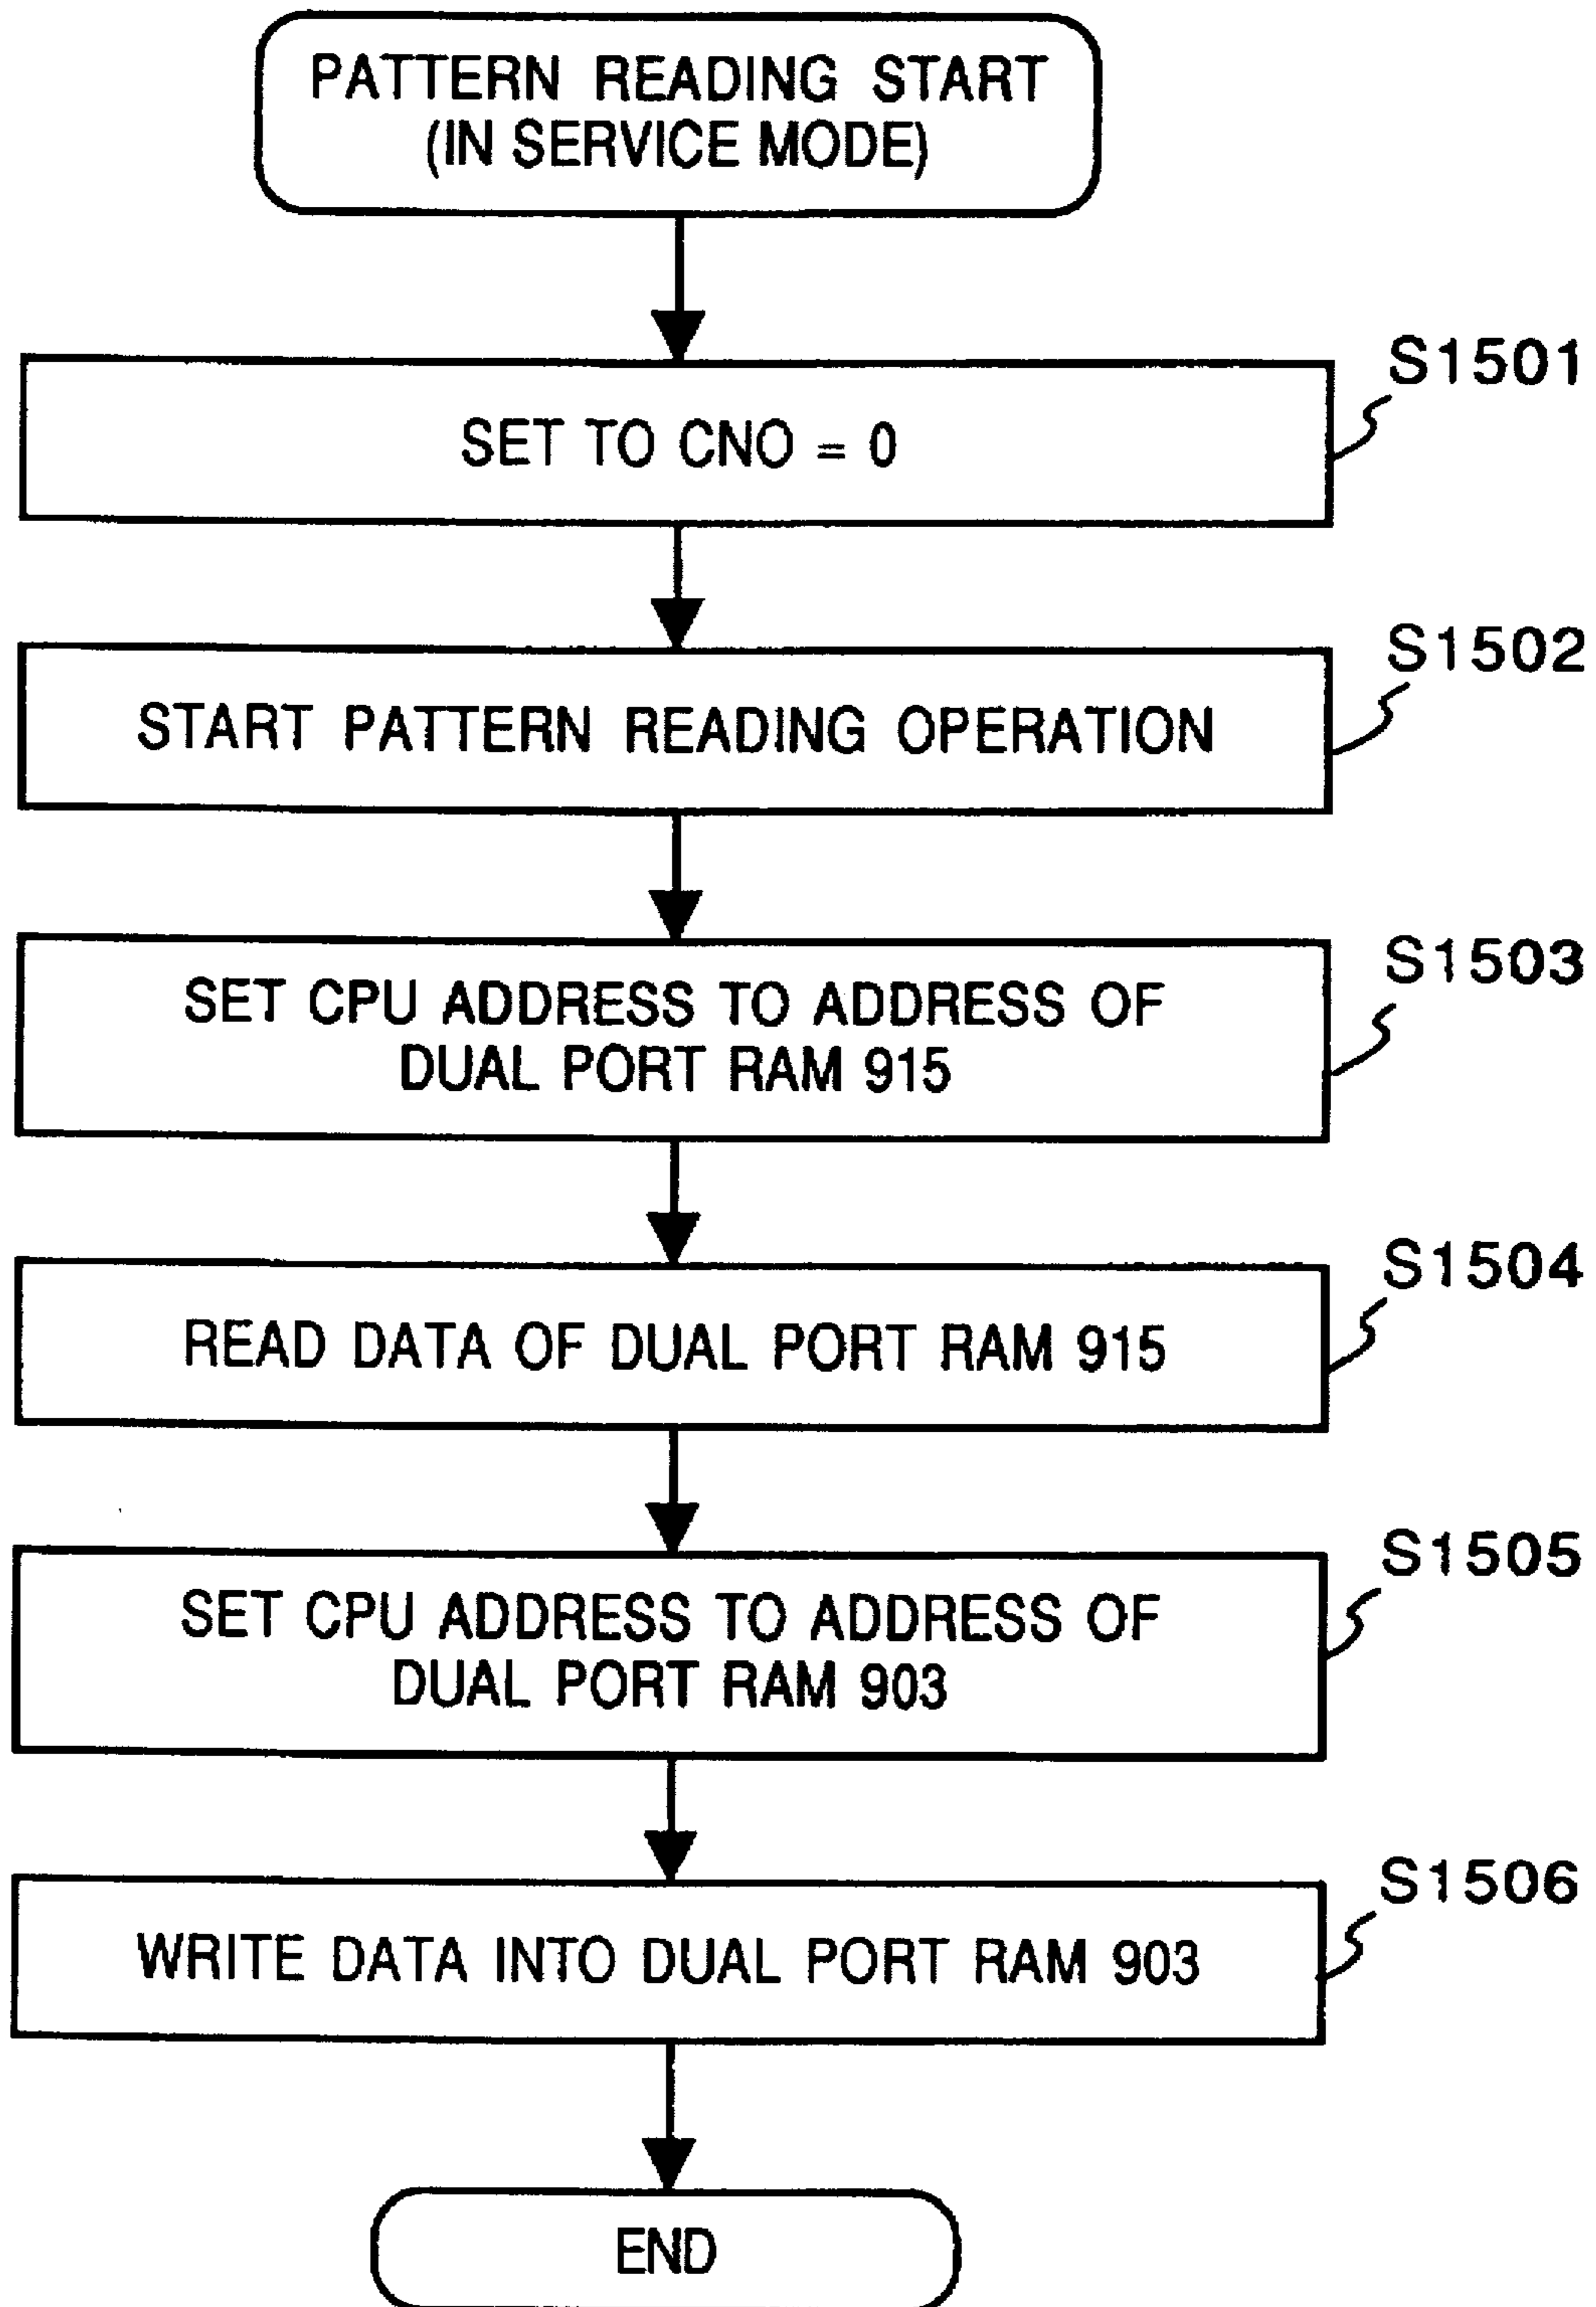 PATTERN READING START
(IN SERVICE MODE)
S1501
SET TO CNO = 0
S1502
START PATTERN READING OPERATION
S1503
SET CPU ADDRESS TO ADDRESS OF
DUAL PORT RAM 915
S1504
READ DATA OF DUAL PORT RAM 915
S1505
SET CPU ADDRESS TO ADDRESS OF
DUAL PORT RAM 903
S1506
WRITE DATA INTO DUAL PORT RAM 903
END